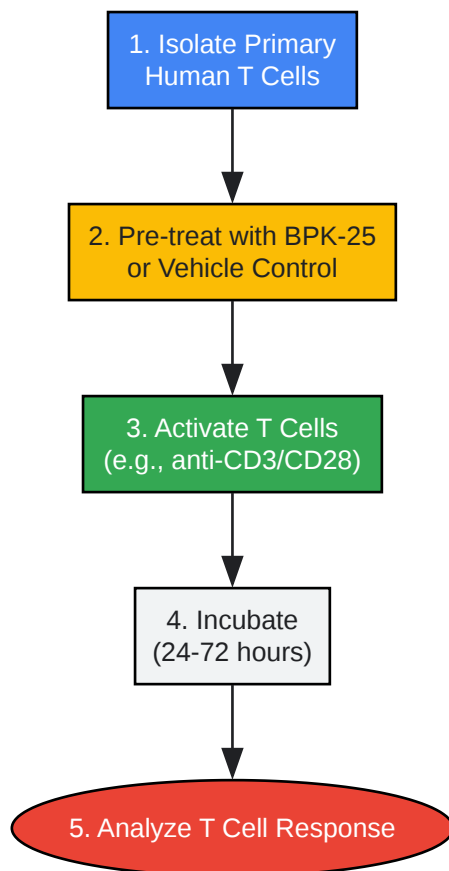 1. Isolate Primary
Human T Cells
2. Pre-treat with BPK-25
or Vehicle Control
3. Activate T Cells
(e.g., anti-CD3/CD28)
4. Incubate
(24-72 hours)
5. Analyze T Cell Response